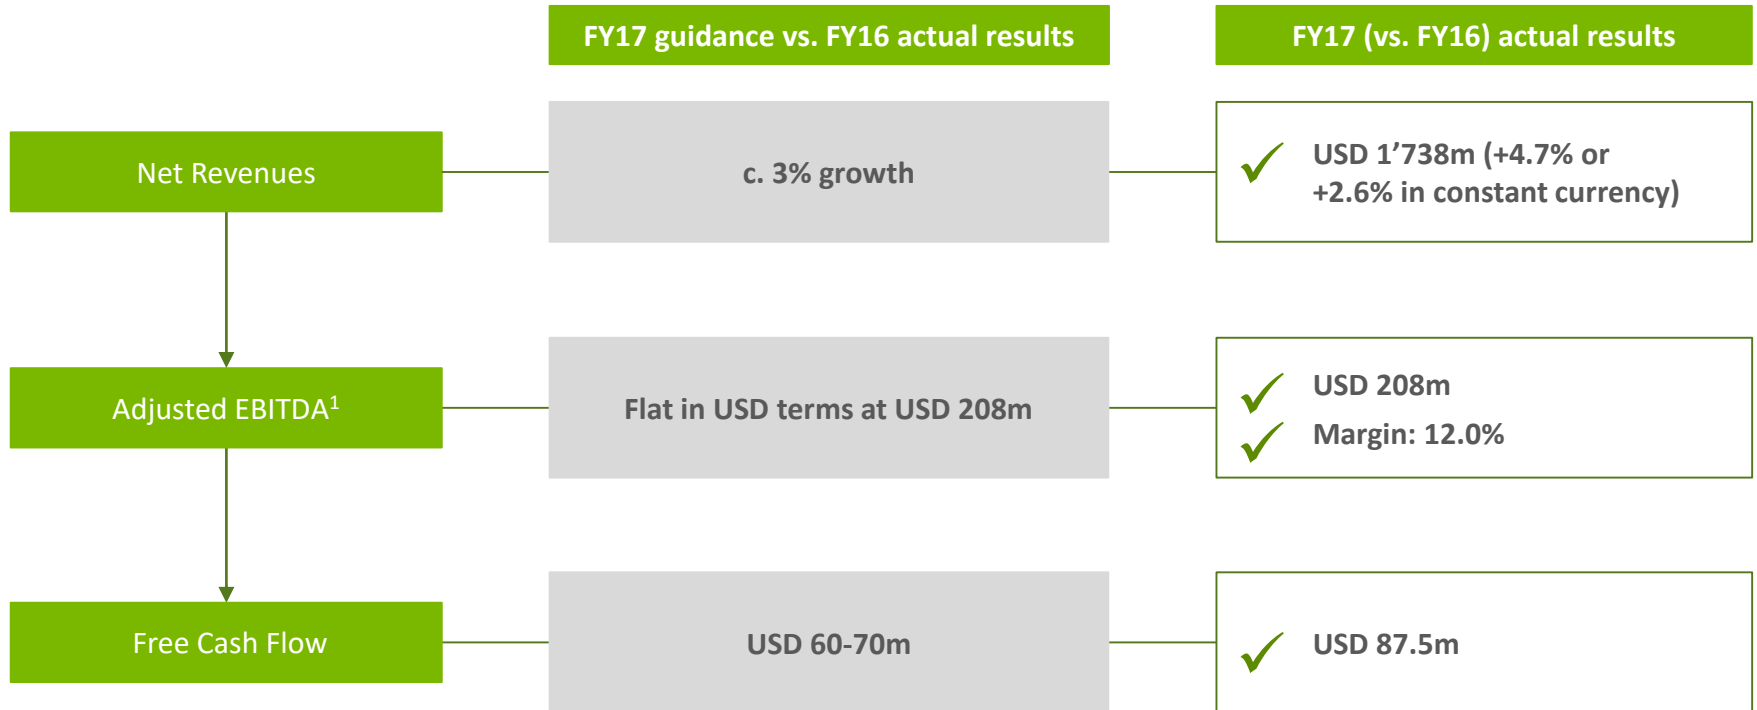 FY17 guidance vs. FY16 actual results
FY17 (vs. FY16) actual results
Net Revenues
c. 3% growth
USD 1’738m (+4.7% or
+2.6% in constant currency)
Adjusted EBITDA¹
Flat in USD terms at USD 208m
USD 208m
Margin: 12.0%
Free Cash Flow
USD 60-70m
USD 87.5m